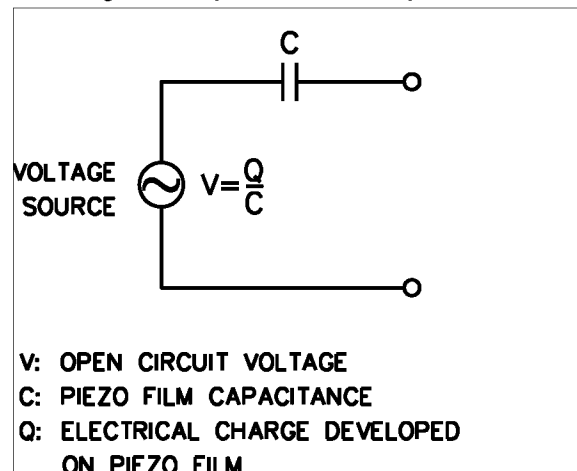 C
VOLTAGE
SOURCE
V=Q/C
V: OPEN CIRCUIT VOLTAGE
C: PIEZO FILM CAPACITANCE
Q: ELECTRICAL CHARGE DEVELOPED
ON PIEZO FILM